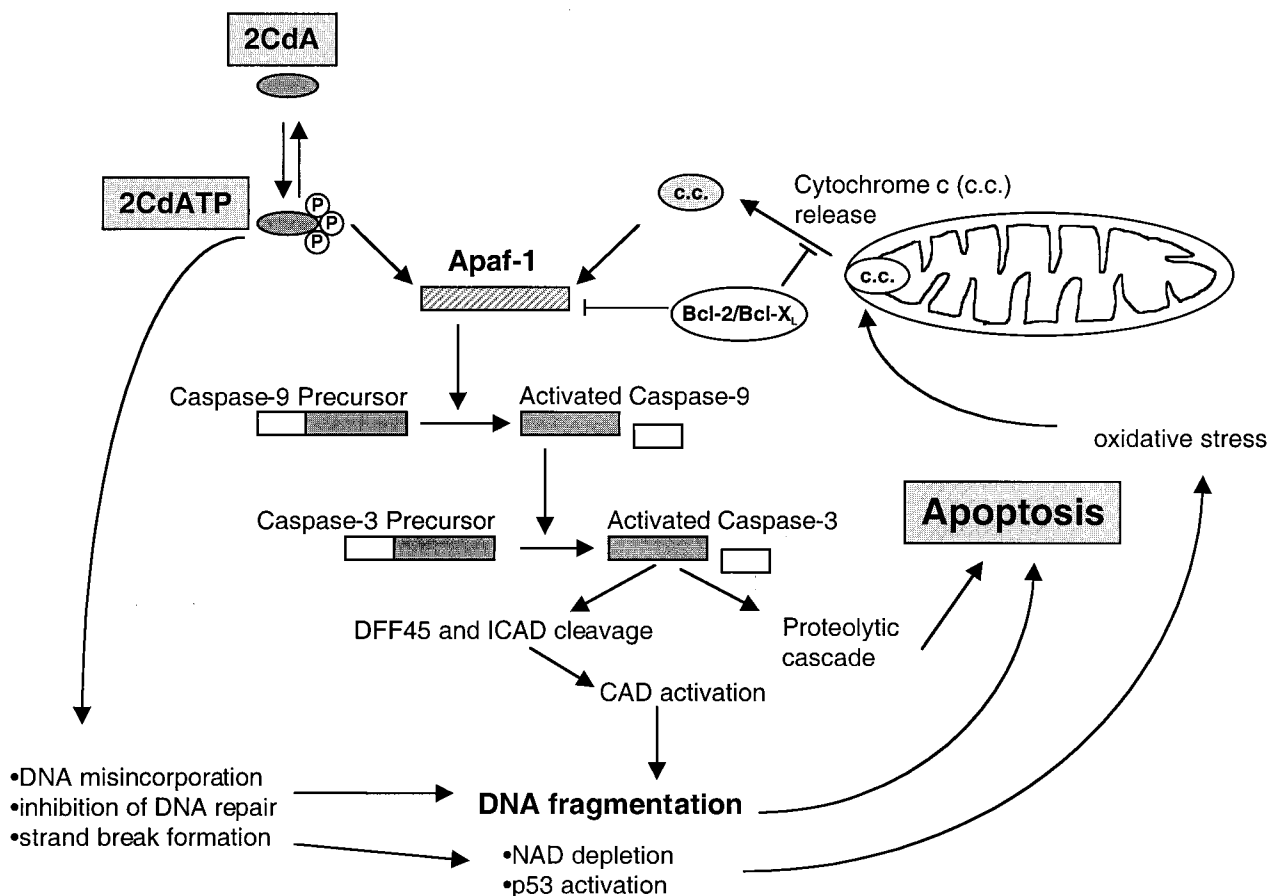 2CdA
2CdATP
P
P
P
c.c.
Cytochrome c (c.c.)
release
c.c.
Apaf-1
Bcl-2/Bcl-XL
Caspase-9 Precursor
Activated Caspase-9
oxidative stress
Apoptosis
Caspase-3 Precursor
Activated Caspase-3
DFF45 and ICAD cleavage
Proteolytic
cascade
CAD activation
•DNA misincorporation
•inhibition of DNA repair
•strand break formation
DNA fragmentation
•NAD depletion
•p53 activation